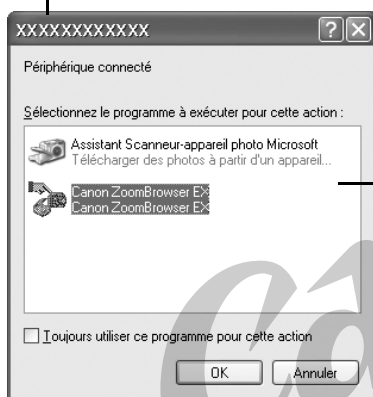 XXXXXXXXXXXX
Périphérique connecté
Sélectionnez le programme à exécuter pour cette action :
Assistant Scanneur-appareil photo Microsoft
Télécharger des photos à partir d'un appareil...
Canon ZoomBrowser EX
Canon ZoomBrowser EX
Toujours utiliser ce programme pour cette action
OK
Annuler